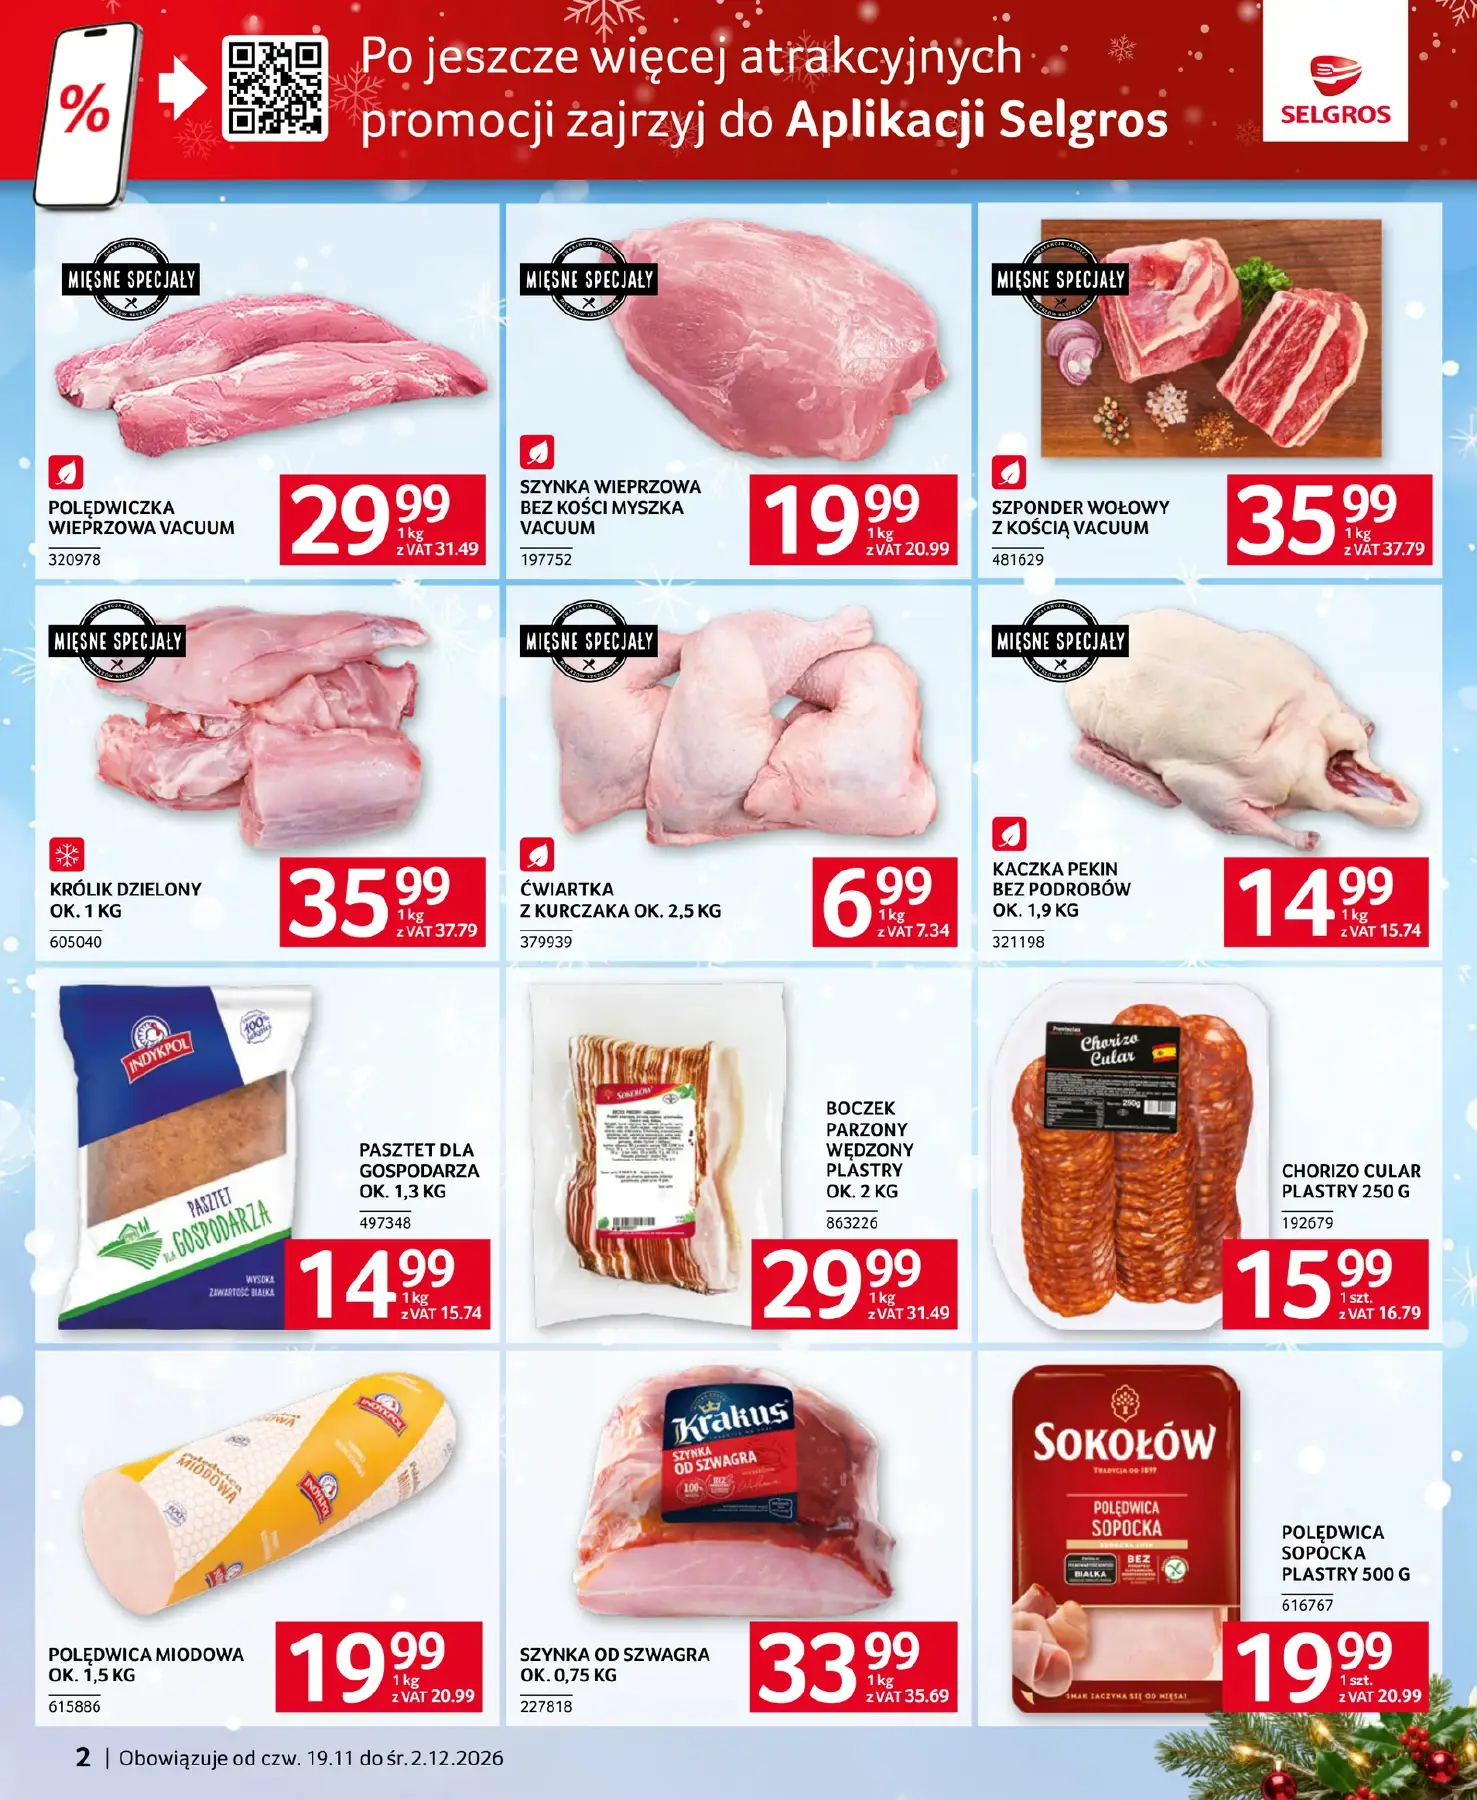 %
Po jeszcze więcej atrakcyjnych
promocji zajrzyj do Aplikacji Selgros
SELGROS
MIĘSNE SPECJAŁY
POLĘDWICZKA
WIEPRZOWA VACUUM
320978
29.99
1 kg
z VAT 31.49
MIĘSNE SPECJAŁY
SZYNKA WIEPRZOWA
BEZ KOŚCI MYSZKA
VACUUM
197752
19.99
1 kg
z VAT 20.99
MIĘSNE SPECJAŁY
SZPONDER WOŁOWY
Z KOŚCIĄ VACUUM
481629
35.99
1 kg
z VAT 37.79
MIĘSNE SPECJAŁY
KRÓLIK DZIELONY
OK. 1 KG
605040
35.99
1 kg
z VAT 37.79
MIĘSNE SPECJAŁY
ĆWIARTKA
Z KURCZAKA OK. 2,5 KG
379939
6.99
1 kg
z VAT 7.34
MIĘSNE SPECJAŁY
KACZKA PEKIN
BEZ PODROBÓW
OK. 1,9 KG
321198
14.99
1 kg
z VAT 15.74
INDYKPOL
100%
PASZTET
DLA GOSPODARZA
WYSOKA
ZAWARTOŚĆ BIAŁKA
PASZTET DLA
GOSPODARZA
OK. 1,3 KG
497348
14.99
1 kg
z VAT 15.74
SOKOŁÓW
BOCZEK
PARZONY
WĘDZONY
PLASTRY
OK. 2 KG
863226
29.99
1 kg
z VAT 31.49
Chorizo
Cular
250g
CHORIZO CULAR
PLASTRY 250 G
192679
15.99
1 szt.
z VAT 16.79
INDYKPOL
Polędwica
MIODOWA
INDYKPOL
POLĘDWICA MIODOWA
OK. 1,5 KG
615886
19.99
1 kg
z VAT 20.99
Krakus
SZYNKA
OD SZWAGRA
100%
BEZ
SZYNKA OD SZWAGRA
OK. 0,75 KG
227818
33.99
1 kg
z VAT 35.69
SOKOŁÓW
TRADYCJA OD 1899
POLĘDWICA
SOPOCKA
BIAŁKA
BEZ
SMAK ZACZYNA SIĘ OD MIĘSA!
POLĘDWICA
SOPOCKA
PLASTRY 500 G
616767
19.99
1 szt.
z VAT 20.99
2 | Obowiązuje od czw. 19.11 do śr. 2.12.2026